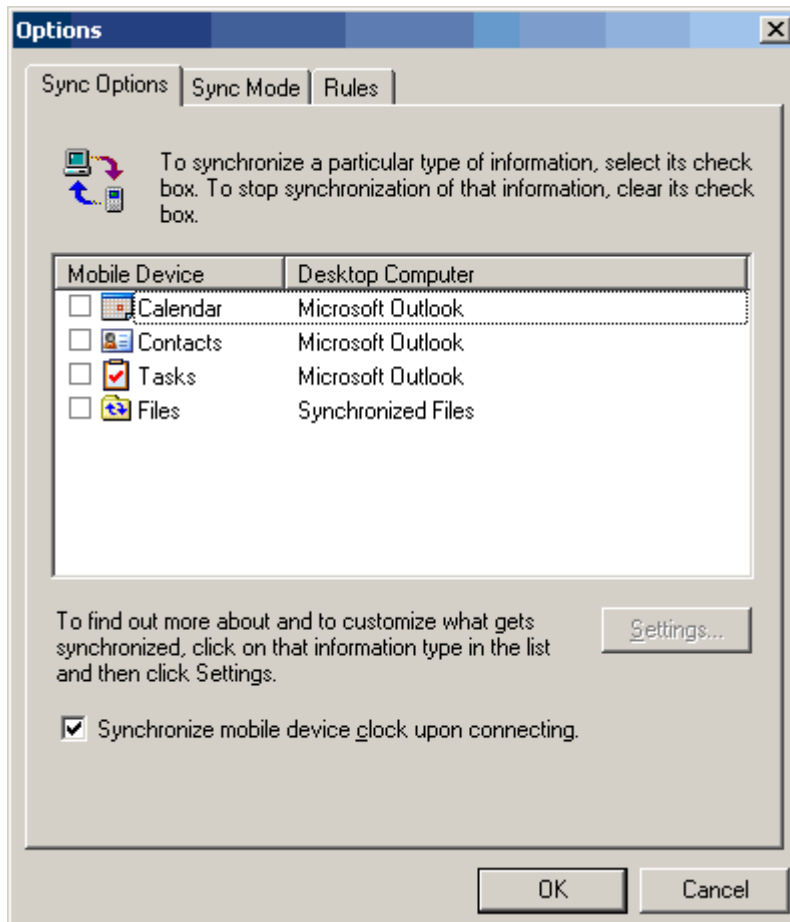 Options
Sync Options Sync Mode Rules
To synchronize a particular type of information, select its check
box. To stop synchronization of that information, clear its check
box.
Mobile Device Desktop Computer
Calendar Microsoft Outlook
Contacts Microsoft Outlook
Tasks Microsoft Outlook
Files Synchronized Files
To find out more about and to customize what gets
synchronized, click on that information type in the list
and then click Settings.
Settings...
Synchronize mobile device clock upon connecting.
OK Cancel